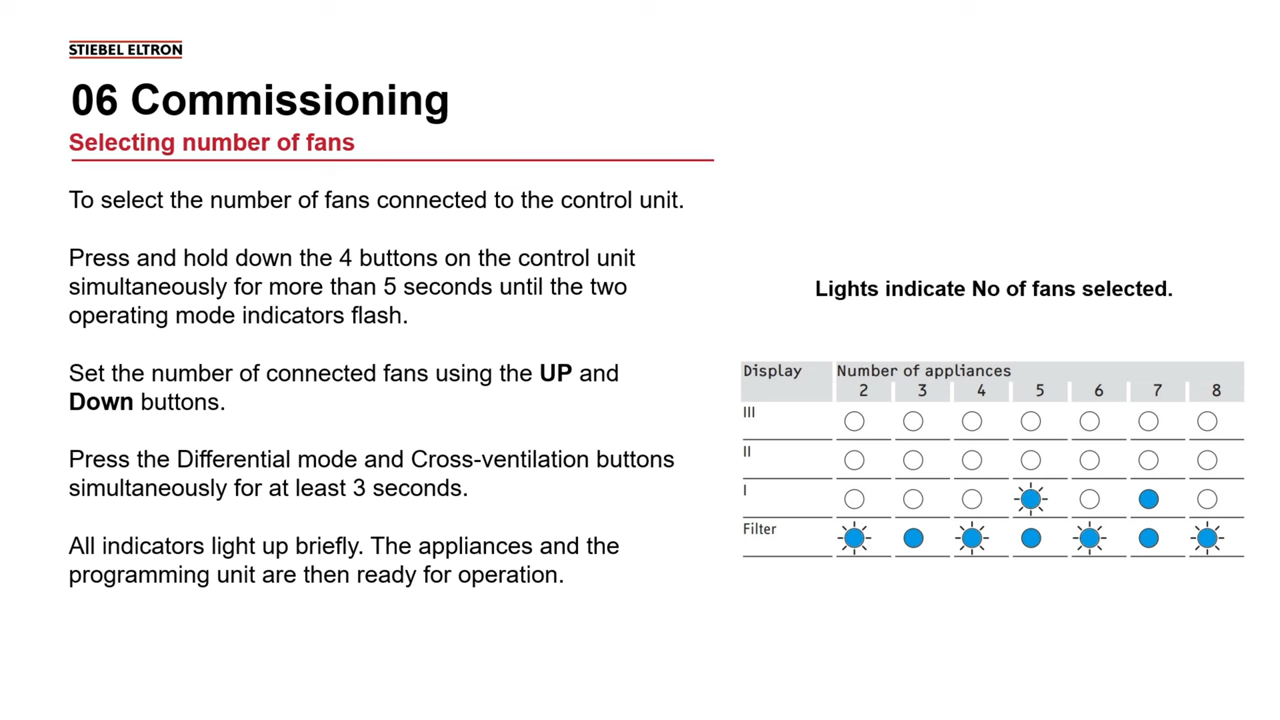 STIEBEL ELTRON
06 Commissioning
Selecting number of fans
To select the number of fans connected to the control unit.
Press and hold down the 4 buttons on the control unit
simultaneously for more than 5 seconds until the two
operating mode indicators flash.
Set the number of connected fans using the UP and
Down buttons.
Press the Differential mode and Cross-ventilation buttons
simultaneously for at least 3 seconds.
All indicators light up briefly. The appliances and the
programming unit are then ready for operation.
Lights indicate No of fans selected.
Display Number of appliances
2 3 4 5 6 7 8
III
II
I
Filter